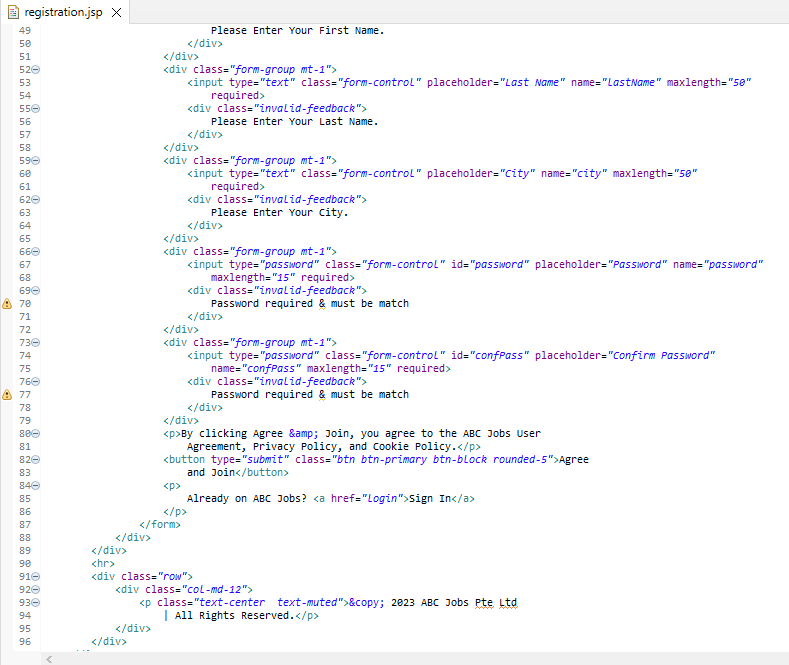 registration.jsp
49 Please Enter Your First Name.
50 </div>
51 </div>
52 <div class="form-group mt-1">
53 <input type="text" class="form-control" placeholder="Last Name" name="lastName" maxlength="50"
54 required>
55 <div class="invalid-feedback">
56 Please Enter Your Last Name.
57 </div>
58 </div>
59 <div class="form-group mt-1">
60 <input type="text" class="form-control" placeholder="City" name="city" maxlength="50"
61 required>
62 <div class="invalid-feedback">
63 Please Enter Your City.
64 </div>
65 </div>
66 <div class="form-group mt-1">
67 <input type="password" class="form-control" id="password" placeholder="Password" name="password"
68 maxlength="15" required>
69 <div class="invalid-feedback">
70 Password required & must be match
71 </div>
72 </div>
73 <div class="form-group mt-1">
74 <input type="password" class="form-control" id="confPass" placeholder="Confirm Password"
75 name="confPass" maxlength="15" required>
76 <div class="invalid-feedback">
77 Password required & must be match
78 </div>
79 </div>
80 <p>By clicking Agree &amp; Join, you agree to the ABC Jobs User
81 Agreement, Privacy Policy, and Cookie Policy.</p>
82 <button type="submit" class="btn btn-primary btn-block rounded-5">Agree
83 and Join</button>
84 <p>
85 Already on ABC Jobs? <a href="login">Sign In</a>
86 </p>
87 </form>
88 </div>
89 </div>
90 <hr>
91 <div class="row">
92 <div class="col-md-12">
93 <p class="text-center  text-muted">&copy; 2023 ABC Jobs Pte Ltd
94 | All Rights Reserved.</p>
95 </div>
96 </div>